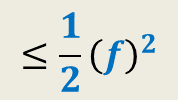 ≤ 1/2 (f)²